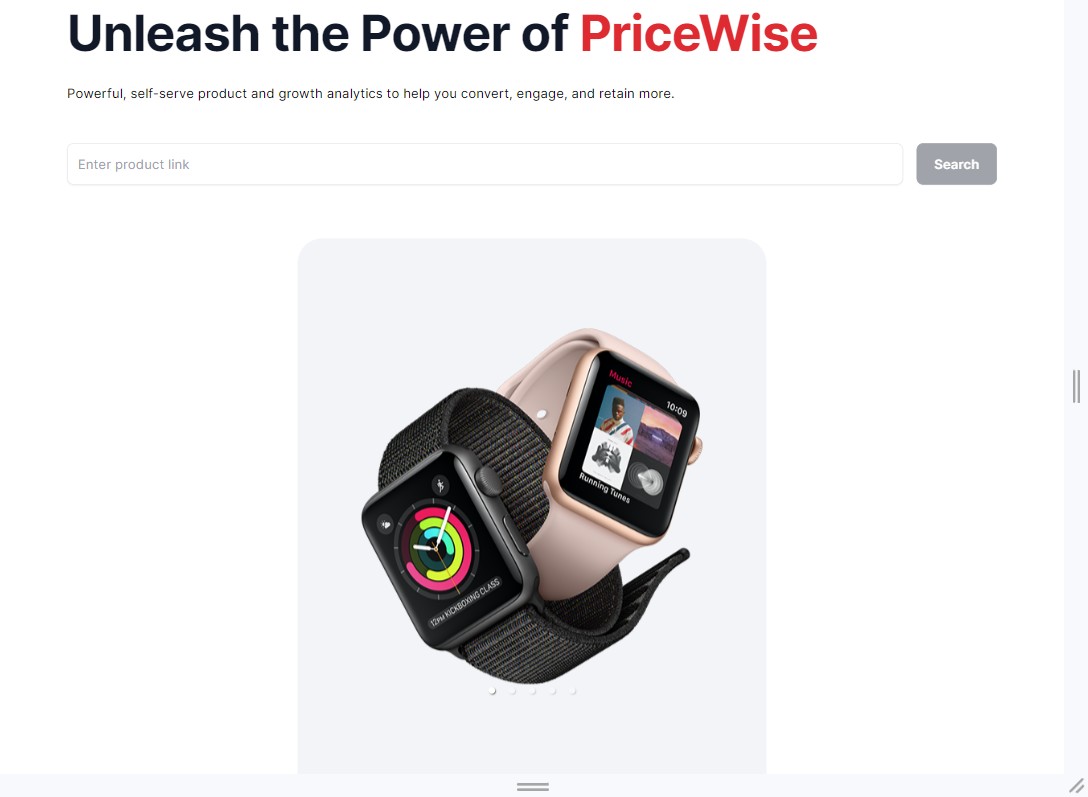 Unleash the Power of PriceWise
Powerful, self-serve product and growth analytics to help you convert, engage, and retain more.
Enter product link
Search
Music
10:09
Running Tunes
12PM KICKBOXING CLASS